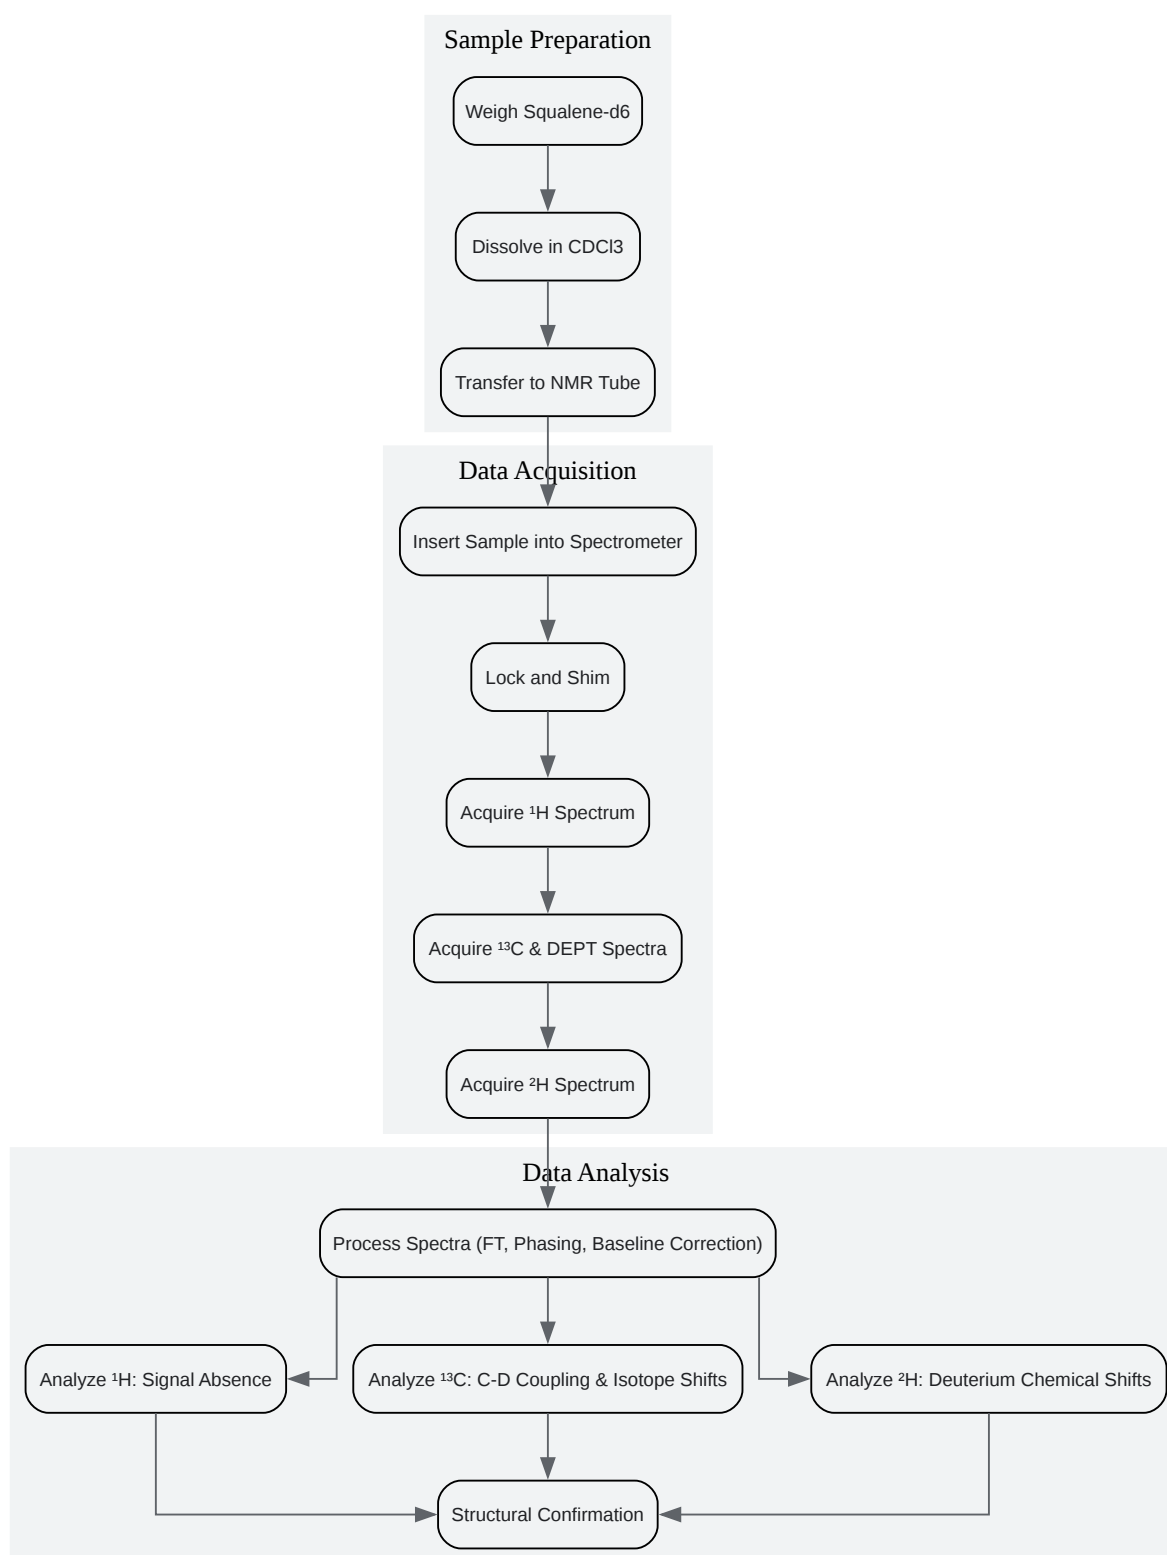 Sample Preparation
Weigh Squalene-d6
Dissolve in CDCl3
Transfer to NMR Tube
Data Acquisition
Insert Sample into Spectrometer
Lock and Shim
Acquire ¹H Spectrum
Acquire ¹³C & DEPT Spectra
Acquire ²H Spectrum
Data Analysis
Process Spectra (FT, Phasing, Baseline Correction)
Analyze ¹H: Signal Absence
Analyze ¹³C: C-D Coupling & Isotope Shifts
Analyze ²H: Deuterium Chemical Shifts
Structural Confirmation